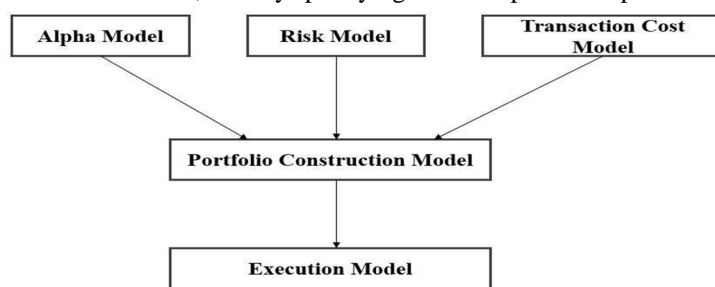 Alpha Model
Risk Model
Transaction Cost
Model
Portfolio Construction Model
Execution Model